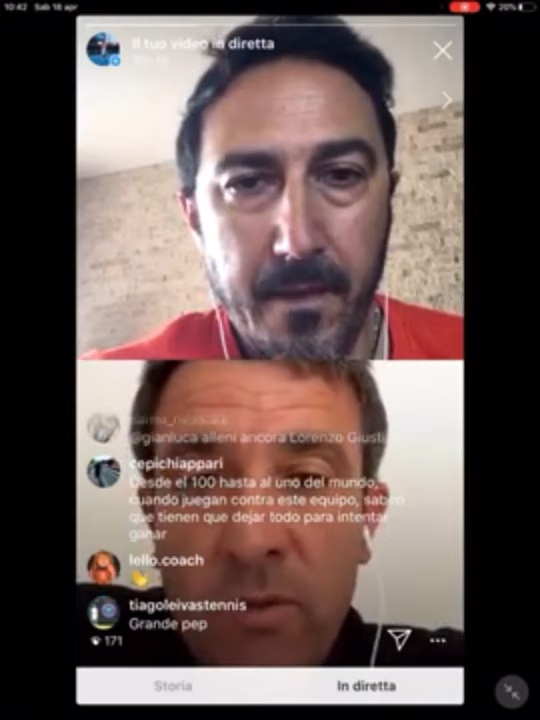 10:42 Sab 18 apr
20%
Il tuo video in diretta
@gianluca alleni ancora Lorenzo Giusti
cepichiappari
Desde el 100 hasta al uno del mundo,
cuando juegan contra este equipo, saben
que tienen que dejar todo para intentar
ganar
lello.coach
tiagoleivastennis
Grande pep
171
Storia
In diretta